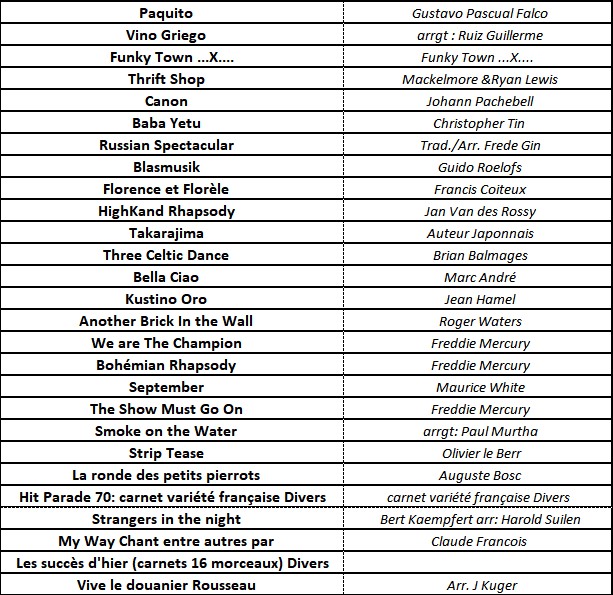 Paquito Gustavo Pascual Falco
Vino Griego arrgt : Ruiz Guillerme
Funky Town ...X.... Funky Town ...X....
Thrift Shop Mackelmore &Ryan Lewis
Canon Johann Pachebell
Baba Yetu Christopher Tin
Russian Spectacular Trad./Arr. Frede Gin
Blasmusik Guido Roelofs
Florence et Florèle Francis Coiteux
HighKand Rhapsody Jan Van des Rossy
Takarajima Auteur Japonnais
Three Celtic Dance Brian Balmages
Bella Ciao Marc André
Kustino Oro Jean Hamel
Another Brick In the Wall Roger Waters
We are The Champion Freddie Mercury
Bohémian Rhapsody Freddie Mercury
September Maurice White
The Show Must Go On Freddie Mercury
Smoke on the Water arrgt: Paul Murtha
Strip Tease Olivier le Berr
La ronde des petits pierrots Auguste Bosc
Hit Parade 70: carnet variété française Divers carnet variété française Divers
Strangers in the night Bert Kaempfert arr: Harold Suilen
My Way Chant entre autres par Claude Francois
Les succès d'hier (carnets 16 morceaux) Divers
Vive le douanier Rousseau Arr. J Kuger